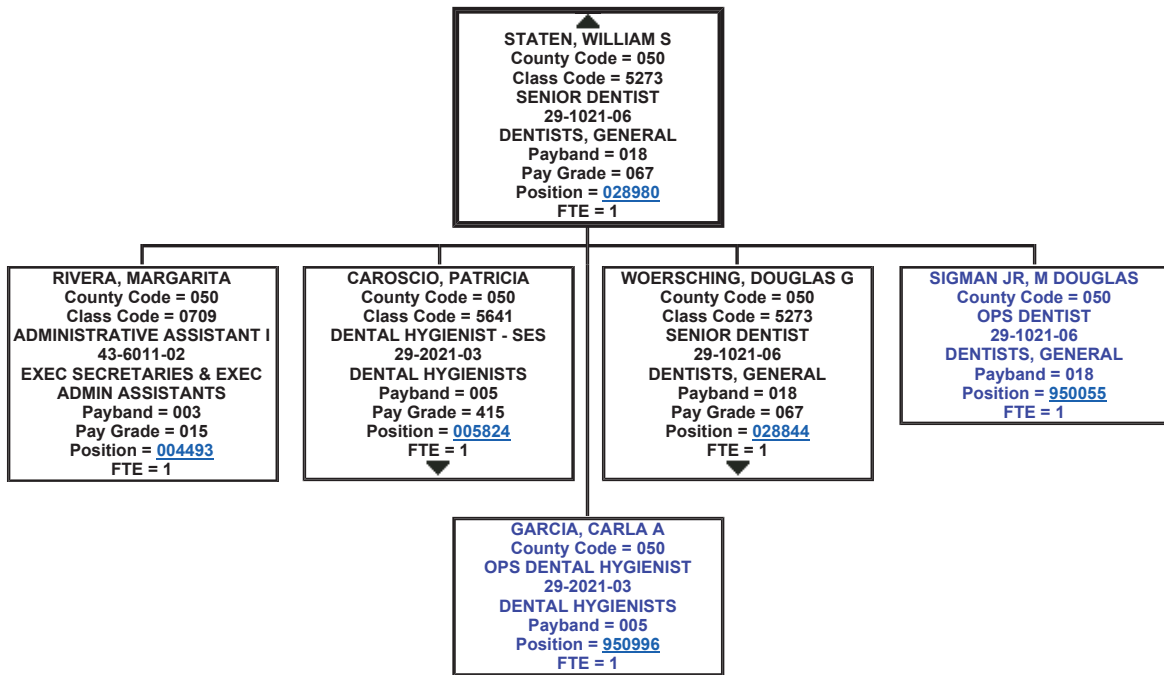 STATEN, WILLIAM S
County Code = 050
Class Code = 5273
SENIOR DENTIST
29-1021-06
DENTISTS, GENERAL
Payband = 018
Pay Grade = 067
Position = 028980
FTE = 1
RIVERA, MARGARITA
County Code = 050
Class Code = 0709
ADMINISTRATIVE ASSISTANT I
43-6011-02
EXEC SECRETARIES & EXEC
ADMIN ASSISTANTS
Payband = 003
Pay Grade = 015
Position = 004493
FTE = 1
CAROSCIO, PATRICIA
County Code = 050
Class Code = 5641
DENTAL HYGIENIST - SES
29-2021-03
DENTAL HYGIENISTS
Payband = 005
Pay Grade = 415
Position = 005824
FTE = 1
WOERSCHING, DOUGLAS G
County Code = 050
Class Code = 5273
SENIOR DENTIST
29-1021-06
DENTISTS, GENERAL
Payband = 018
Pay Grade = 067
Position = 028844
FTE = 1
SIGMAN JR, M DOUGLAS
County Code = 050
OPS DENTIST
29-1021-06
DENTISTS, GENERAL
Payband = 018
Position = 950055
FTE = 1
GARCIA, CARLA A
County Code = 050
OPS DENTAL HYGIENIST
29-2021-03
DENTAL HYGIENISTS
Payband = 005
Position = 950996
FTE = 1